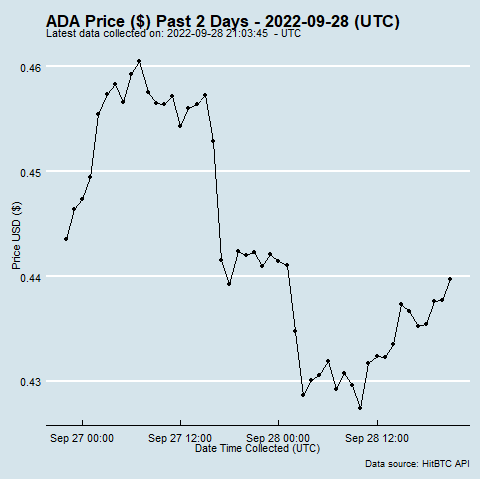 ADA Price ($) Past 2 Days - 2022-09-28 (UTC)
Latest data collected on: 2022-09-28 21:03:45 - UTC
0.46
0.45
0.44
0.43
Price USD ($)
Sep 27 00:00 Sep 27 12:00 Sep 28 00:00 Sep 28 12:00
Date Time Collected (UTC)
Data source: HitBTC API